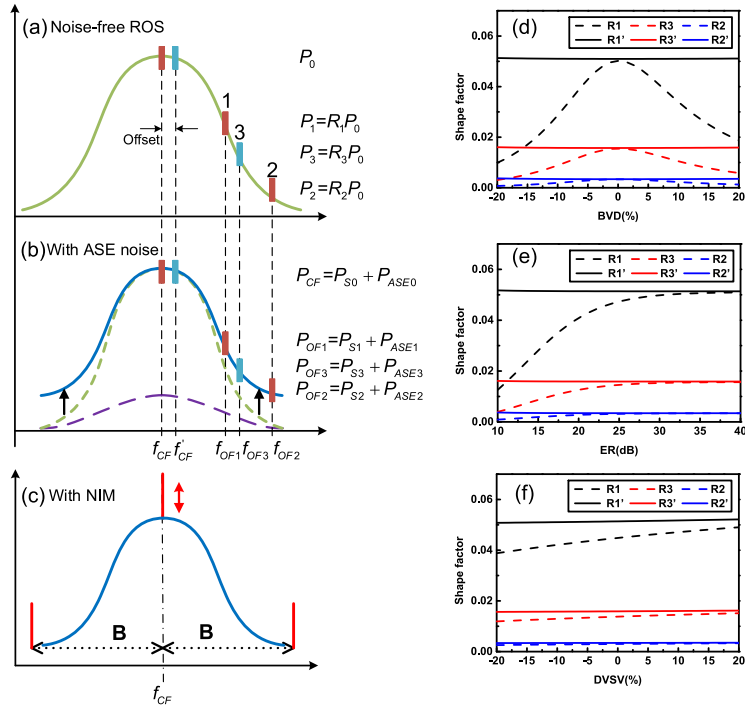 (a) Noise-free ROS
P0
1
P1=R1P0
Offset
3
P3=R3P0
2
P2=R2P0
(b) With ASE noise
PCF=PS0 + PASE0
POF1=PS1 + PASE1
POF3=PS3 + PASE3
POF2=PS2 + PASE2
fCF f'CF fOF1 fOF3 fOF2
(c) With NIM
B B
fCF
(d)
R1 R3 R2
R1' R3' R2'
Shape factor
0.06
0.04
0.02
0.00
-20 -15 -10 -5 0 5 10 15 20
BVD(%)
(e)
R1 R3 R2
R1' R3' R2'
Shape factor
0.06
0.04
0.02
0.00
10 15 20 25 30 35 40
ER(dB)
(f)
R1 R3 R2
R1' R3' R2'
Shape factor
0.06
0.04
0.02
0.00
-20 -15 -10 -5 0 5 10 15 20
DVSV(%)